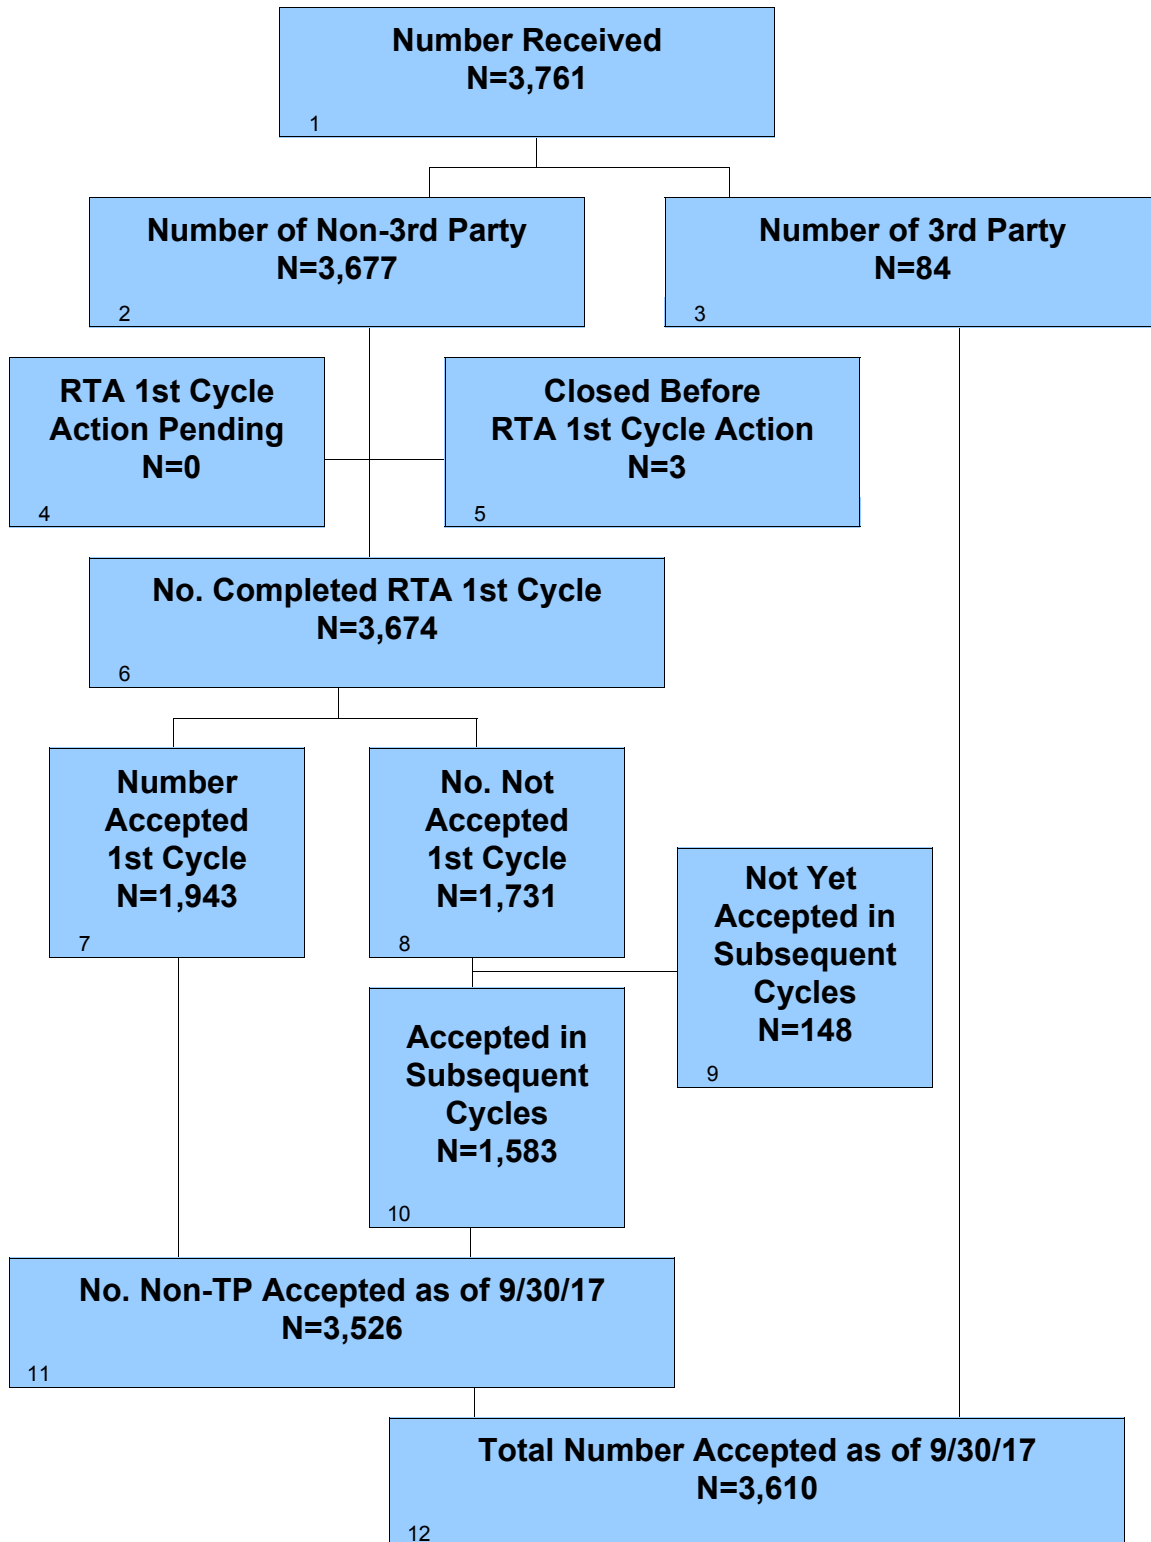 Number Received
N=3,761
1
Number of Non-3rd Party
N=3,677
2
Number of 3rd Party
N=84
3
RTA 1st Cycle
Action Pending
N=0
4
Closed Before
RTA 1st Cycle Action
N=3
5
No. Completed RTA 1st Cycle
N=3,674
6
Number
Accepted
1st Cycle
N=1,943
7
No. Not
Accepted
1st Cycle
N=1,731
8
Not Yet
Accepted in
Subsequent
Cycles
N=148
9
Accepted in
Subsequent
Cycles
N=1,583
10
No. Non-TP Accepted as of 9/30/17
N=3,526
11
Total Number Accepted as of 9/30/17
N=3,610
12